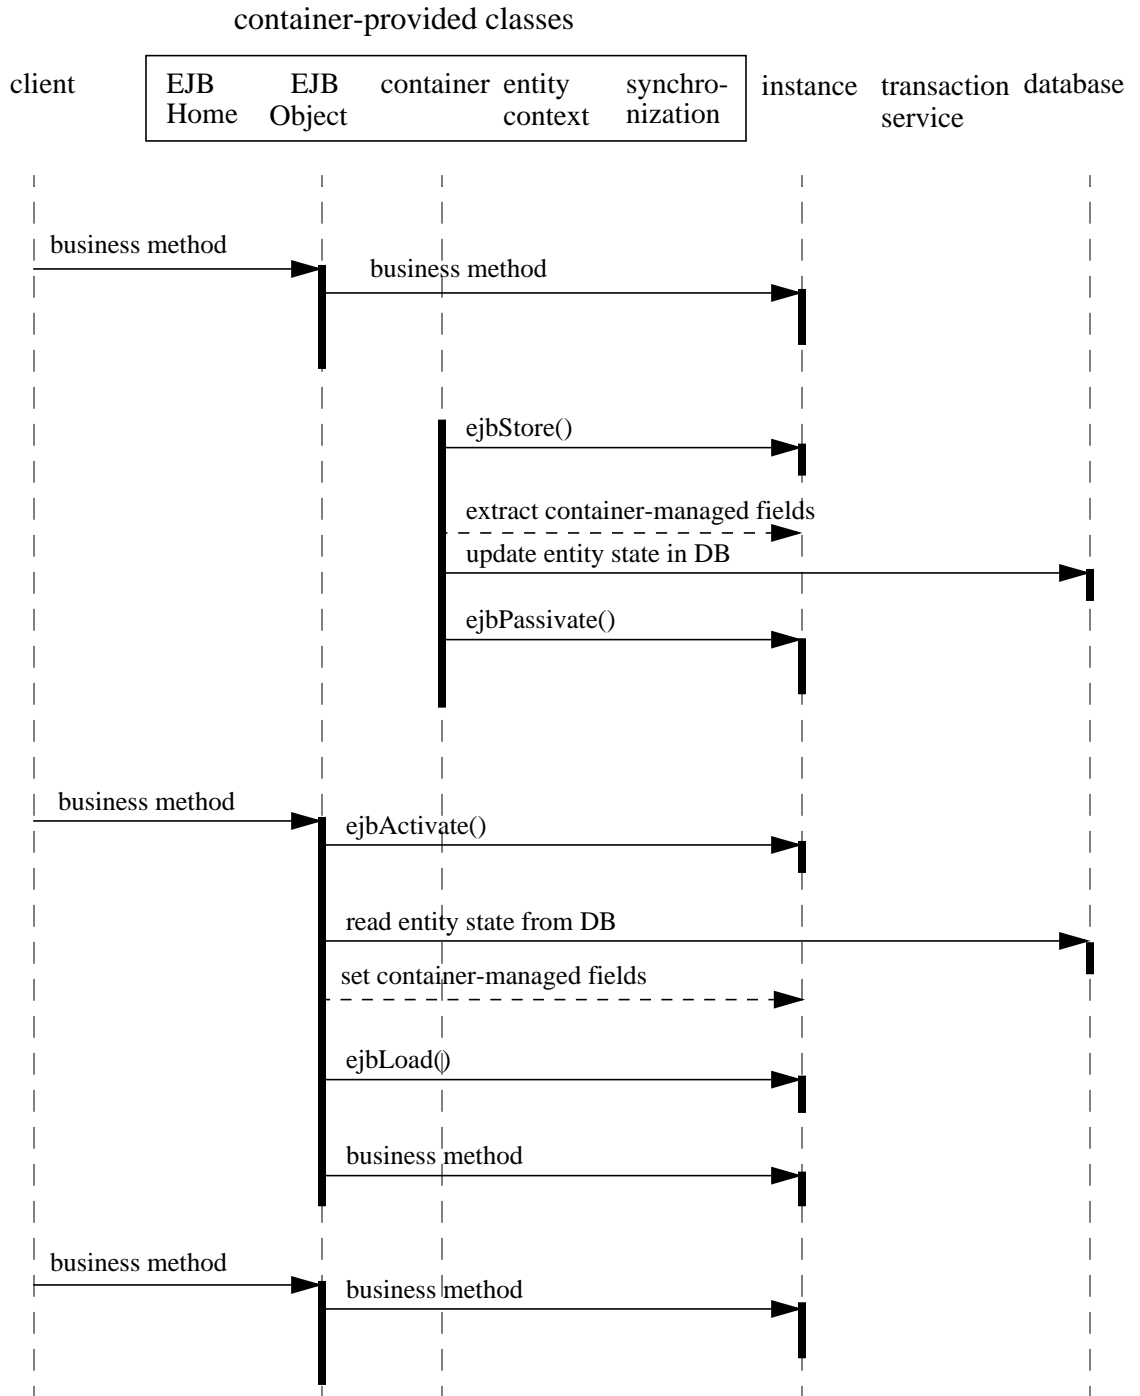 container-provided classes
client EJB EJB container entity synchro- instance transaction database
Home Object context nization service
business method
business method
ejbStore()
extract container-managed fields
update entity state in DB
ejbPassivate()
business method
ejbActivate()
read entity state from DB
set container-managed fields
ejbLoad()
business method
business method
business method